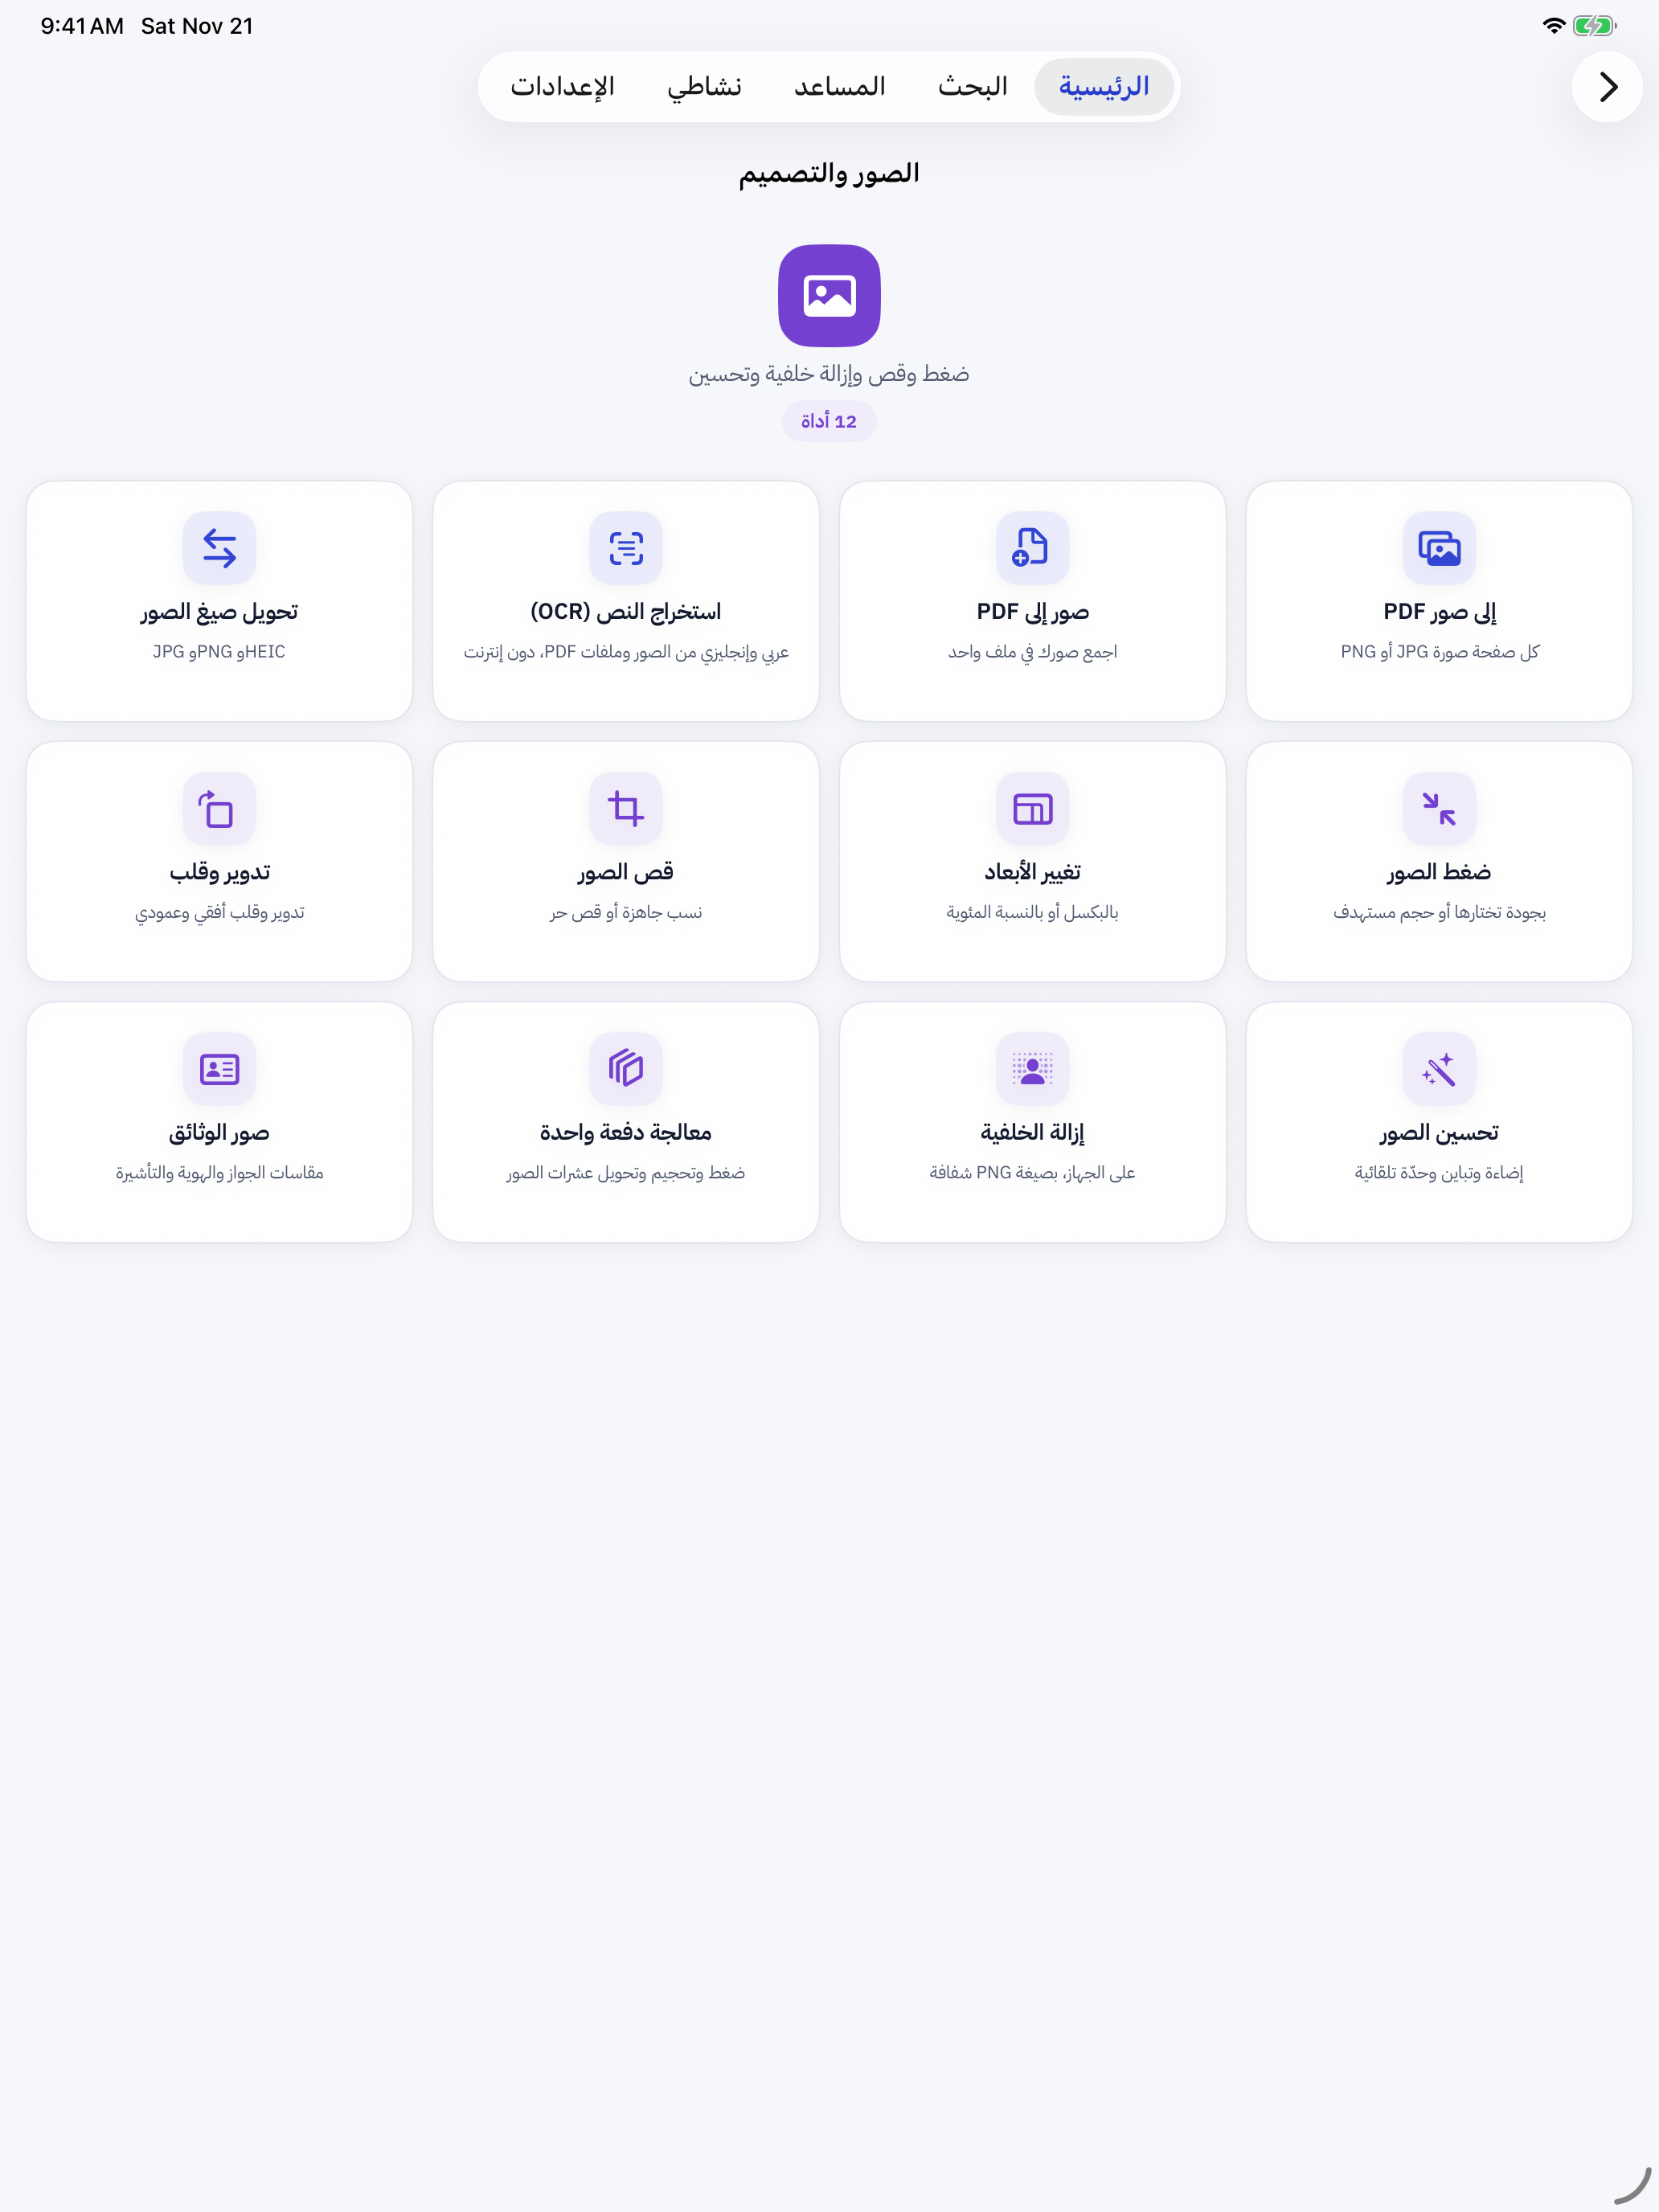 9:41 AM Sat Nov 21
الرئيسية البحث المساعد نشاطي الإعدادات
الصور والتصميم
ضغط وقص وإزالة خلفية وتحسين
12 أداة
PDF إلى صور
كل صفحة صورة JPG أو PNG
صور إلى PDF
اجمع صورك في ملف واحد
استخراج النص (OCR)
عربي وإنجليزي من الصور وملفات PDF، دون إنترنت
تحويل صيغ الصور
HEIC وPNG وJPG
ضغط الصور
بجودة تختارها أو حجم مستهدف
تغيير الأبعاد
بالبكسل أو بالنسبة المئوية
قص الصور
نسب جاهزة أو قص حر
تدوير وقلب
تدوير وقلب أفقي وعمودي
تحسين الصور
إضاءة وتباين وحدّة تلقائية
إزالة الخلفية
على الجهاز، بصيغة PNG شفافة
معالجة دفعة واحدة
ضغط وتحجيم وتحويل عشرات الصور
صور الوثائق
مقاسات الجواز والهوية والتأشيرة